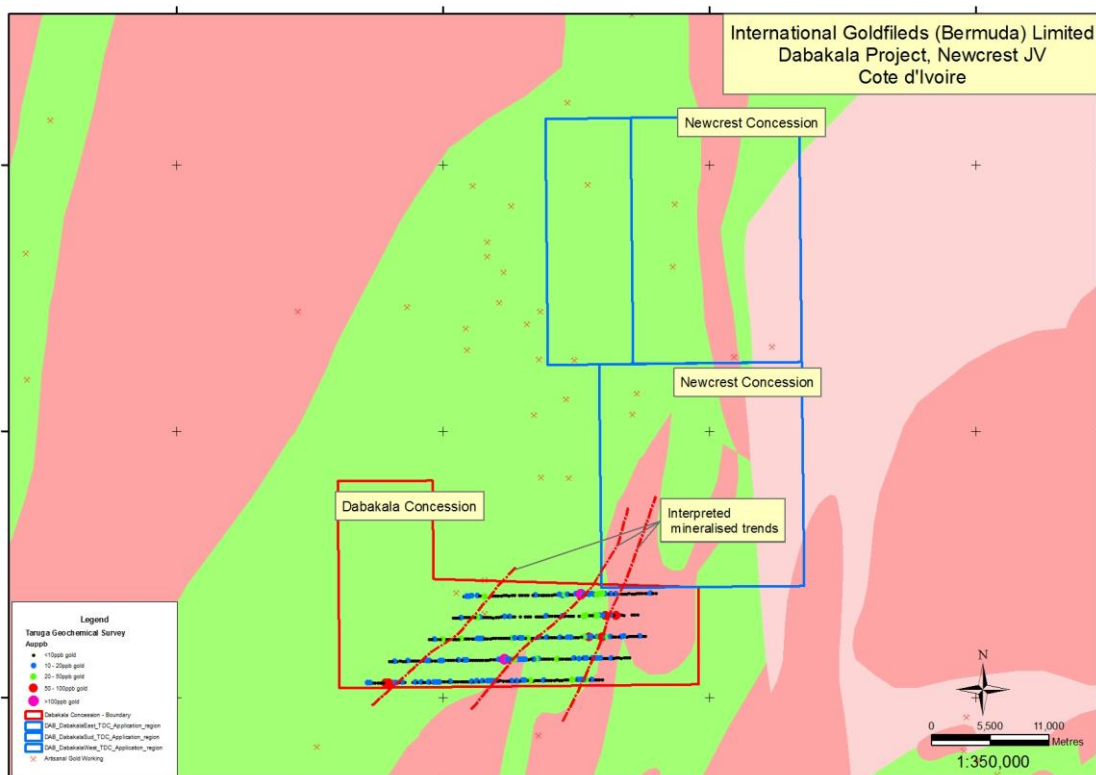 International Goldfileds (Bermuda) Limited
Dabakala Project, Newcrest JV
Cote d'Ivoire
Newcrest Concession
Newcrest Concession
Dabakala Concession
Interpreted
mineralised trends
Legend
Taruga Geochemical Survey
Auppb
<10ppb gold
10 - 20ppb gold
20 - 50ppb gold
50 - 100ppb gold
>100ppb gold
Dabakala Concession - Boundary
DAB_DabakalaEast_TDC_Application_region
DAB_DabakalaSud_TDC_Application_region
DAB_DabakalaWest_TDC_Application_region
Artisanal Gold Working
N
0 5,500 11,000
Metres
1:350,000